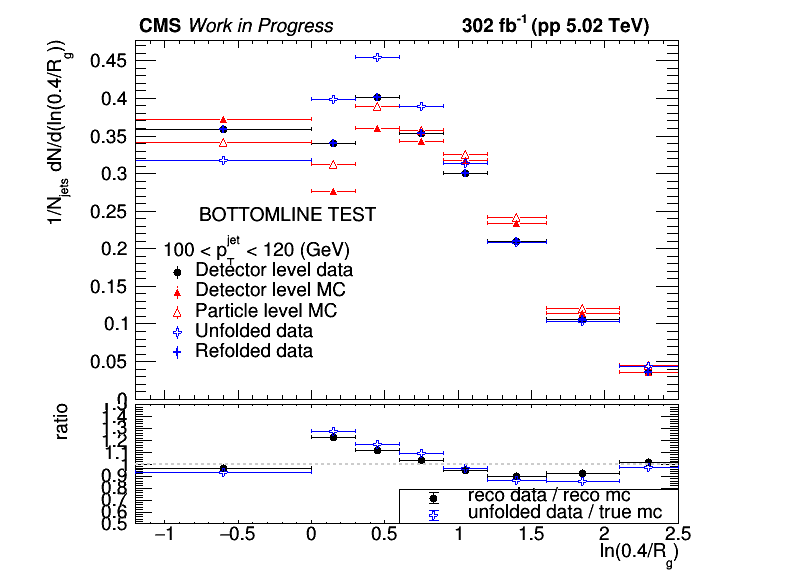 CMS Work in Progress 302 fb-1 (pp 5.02 TeV)
1/Njets dN/d(ln(0.4/Rg))
0.45
0.4
0.35
0.3
0.25
0.2
0.15
0.1
0.05
0
BOTTOMLINE TEST
100 < pTjet < 120 (GeV)
Detector level data
Detector level MC
Particle level MC
Unfolded data
Refolded data
ratio
1.5
1.4
1.3
1.2
1.1
1
0.9
0.8
0.7
0.6
0.5
reco data / reco mc
unfolded data / true mc
−1 −0.5 0 0.5 1 1.5 2 2.5
ln(0.4/Rg)